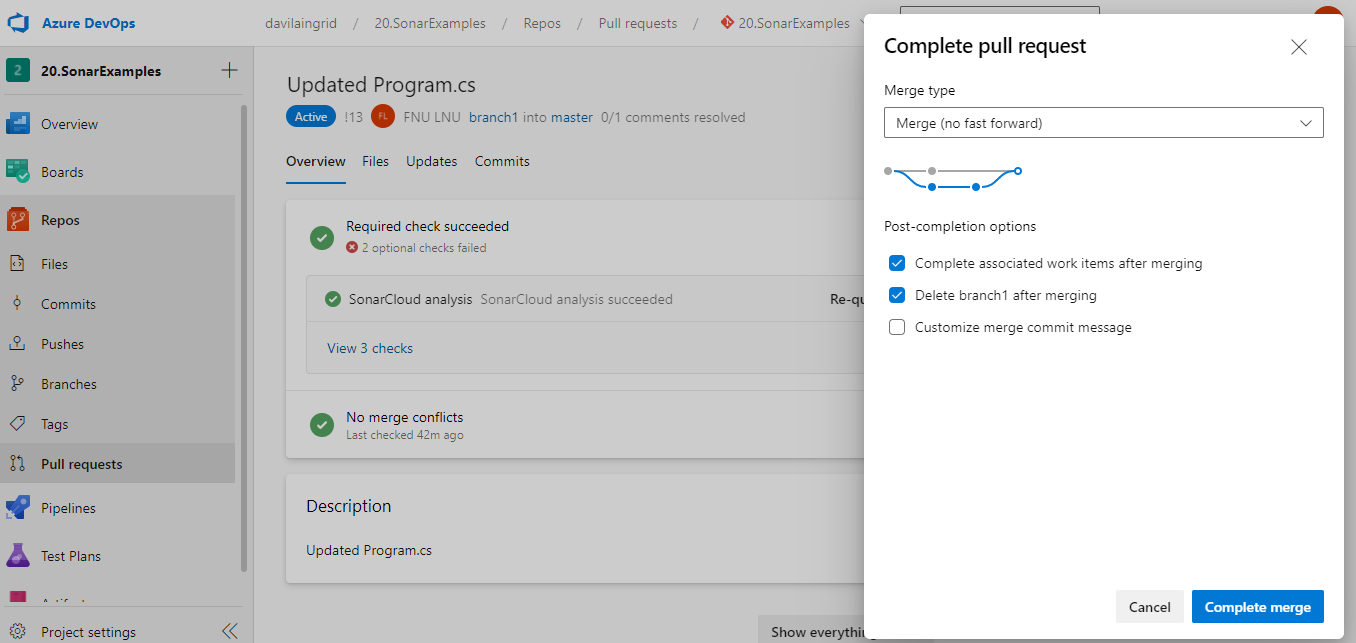 Azure DevOps
davilaingrid / 20.SonarExamples / Repos / Pull requests / 20.SonarExamples
2 20.SonarExamples
Overview
Boards
Repos
Files
Commits
Pushes
Branches
Tags
Pull requests
Pipelines
Test Plans
Project settings
Updated Program.cs
Active !13 FL FNU LNU branch1 into master 0/1 comments resolved
Overview Files Updates Commits
Required check succeeded
2 optional checks failed
SonarCloud analysis SonarCloud analysis succeeded Re-qu
View 3 checks
No merge conflicts
Last checked 42m ago
Description
Updated Program.cs
Show everything
Complete pull request
Merge type
Merge (no fast forward)
Post-completion options
Complete associated work items after merging
Delete branch1 after merging
Customize merge commit message
Cancel Complete merge